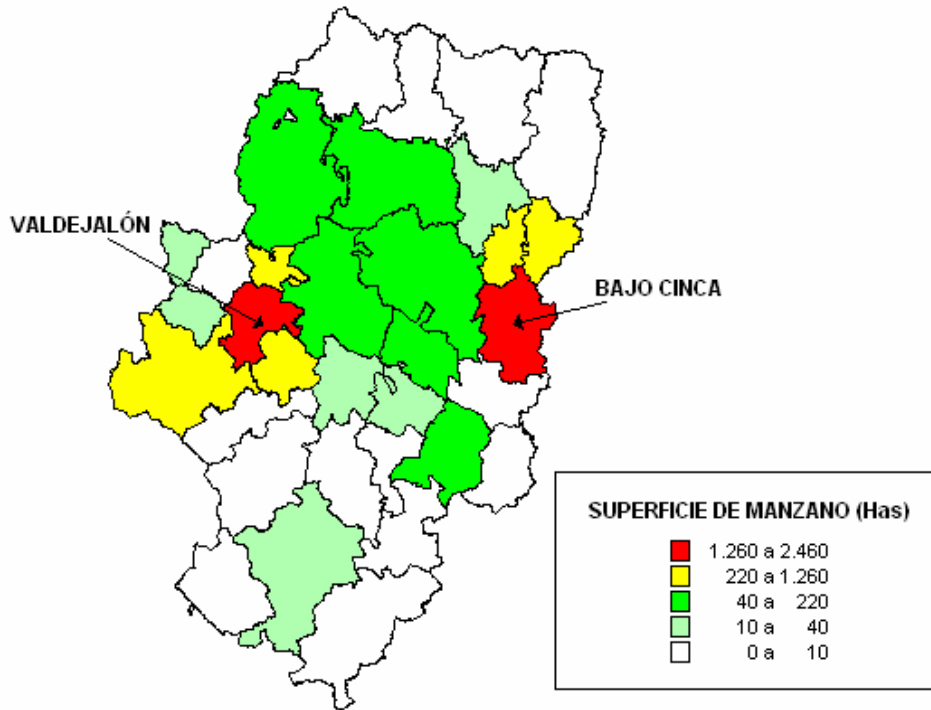 VALDEJALÓN
BAJO CINCA
SUPERFICIE DE MANZANO (Has)
1.260 a 2.460
220 a 1.260
40 a 220
10 a 40
0 a 10